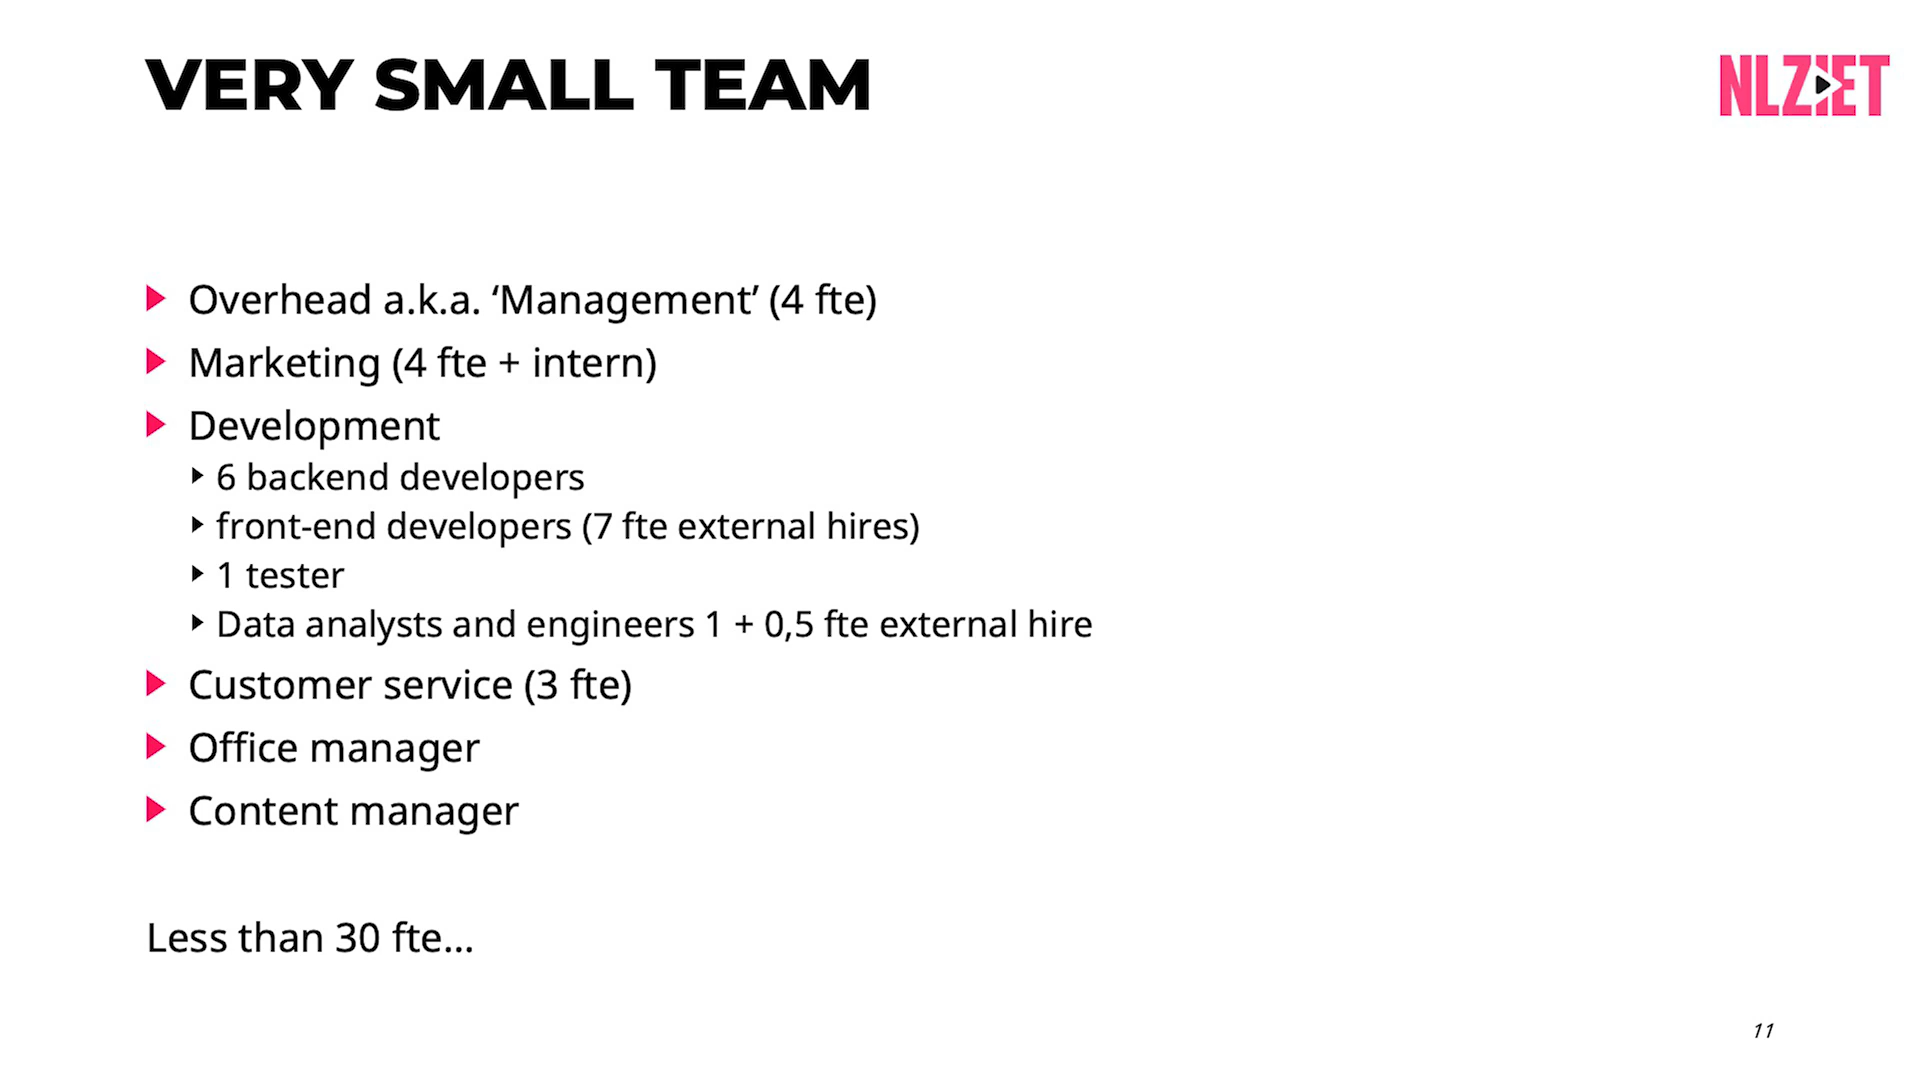 VERY SMALL TEAM
NLZIET
Overhead a.k.a. ‘Management’ (4 fte)
Marketing (4 fte + intern)
Development
6 backend developers
front-end developers (7 fte external hires)
1 tester
Data analysts and engineers 1 + 0,5 fte external hire
Customer service (3 fte)
Office manager
Content manager
Less than 30 fte...
11